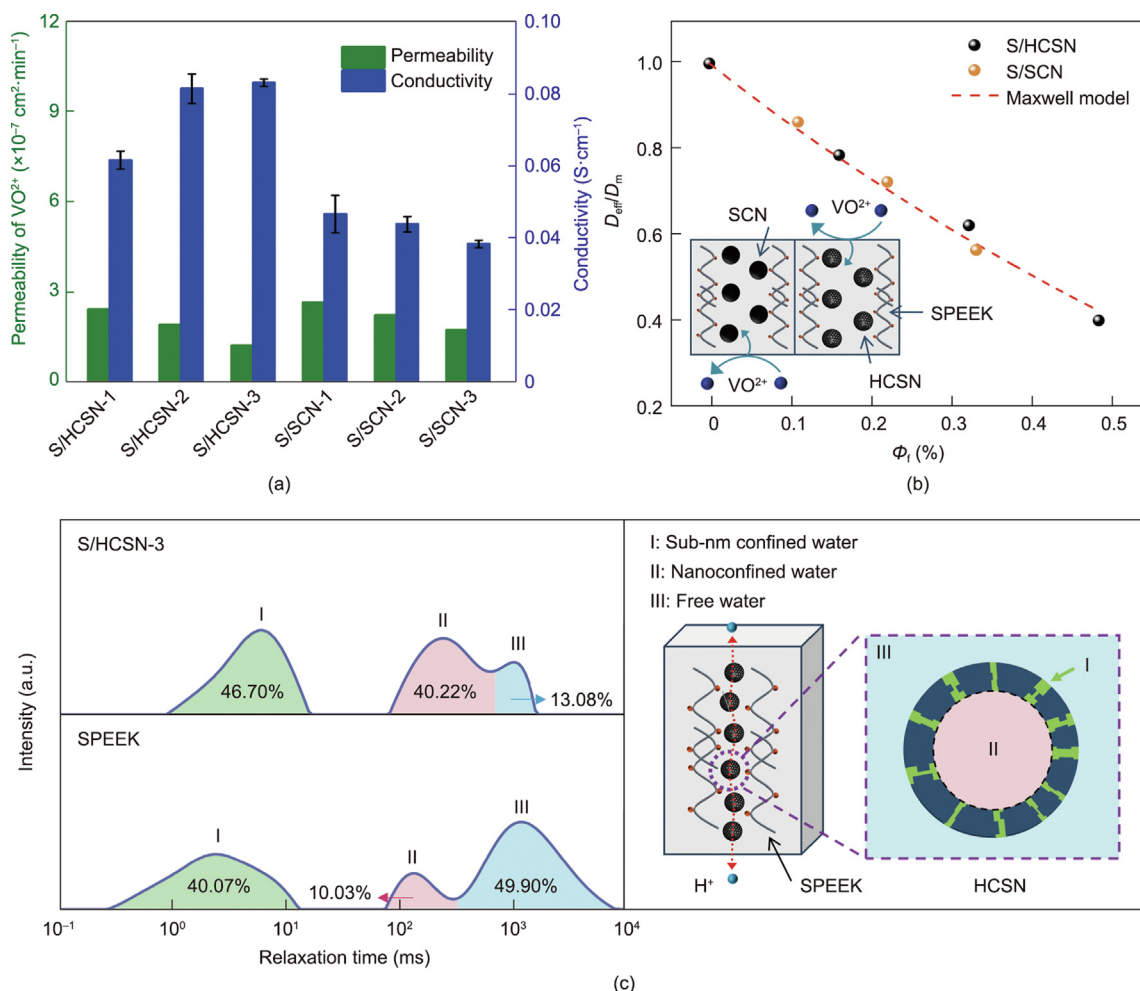 12
9
6
3
0
Permeability of VO²⁺ (×10⁻⁷ cm²·min⁻¹)
Permeability
Conductivity
0.10
0.08
0.06
0.04
0.02
0
Conductivity (S·cm⁻¹)
S/HCSN-1
S/HCSN-2
S/HCSN-3
S/SCN-1
S/SCN-2
S/SCN-3
(a)
1.0
0.8
0.6
0.4
0.2
D_eff/D_m
S/HCSN
S/SCN
Maxwell model
SCN
VO²⁺
SPEEK
HCSN
VO²⁺
0
0.1
0.2
0.3
0.4
0.5
Φ_f (%)
(b)
S/HCSN-3
I
II
III
46.70%
40.22%
13.08%
SPEEK
I
II
III
40.07%
10.03%
49.90%
Intensity (a.u.)
10⁻¹
10⁰
10¹
10²
10³
10⁴
Relaxation time (ms)
I: Sub-nm confined water
II: Nanoconfined water
III: Free water
III
I
II
H⁺
SPEEK
HCSN
(c)